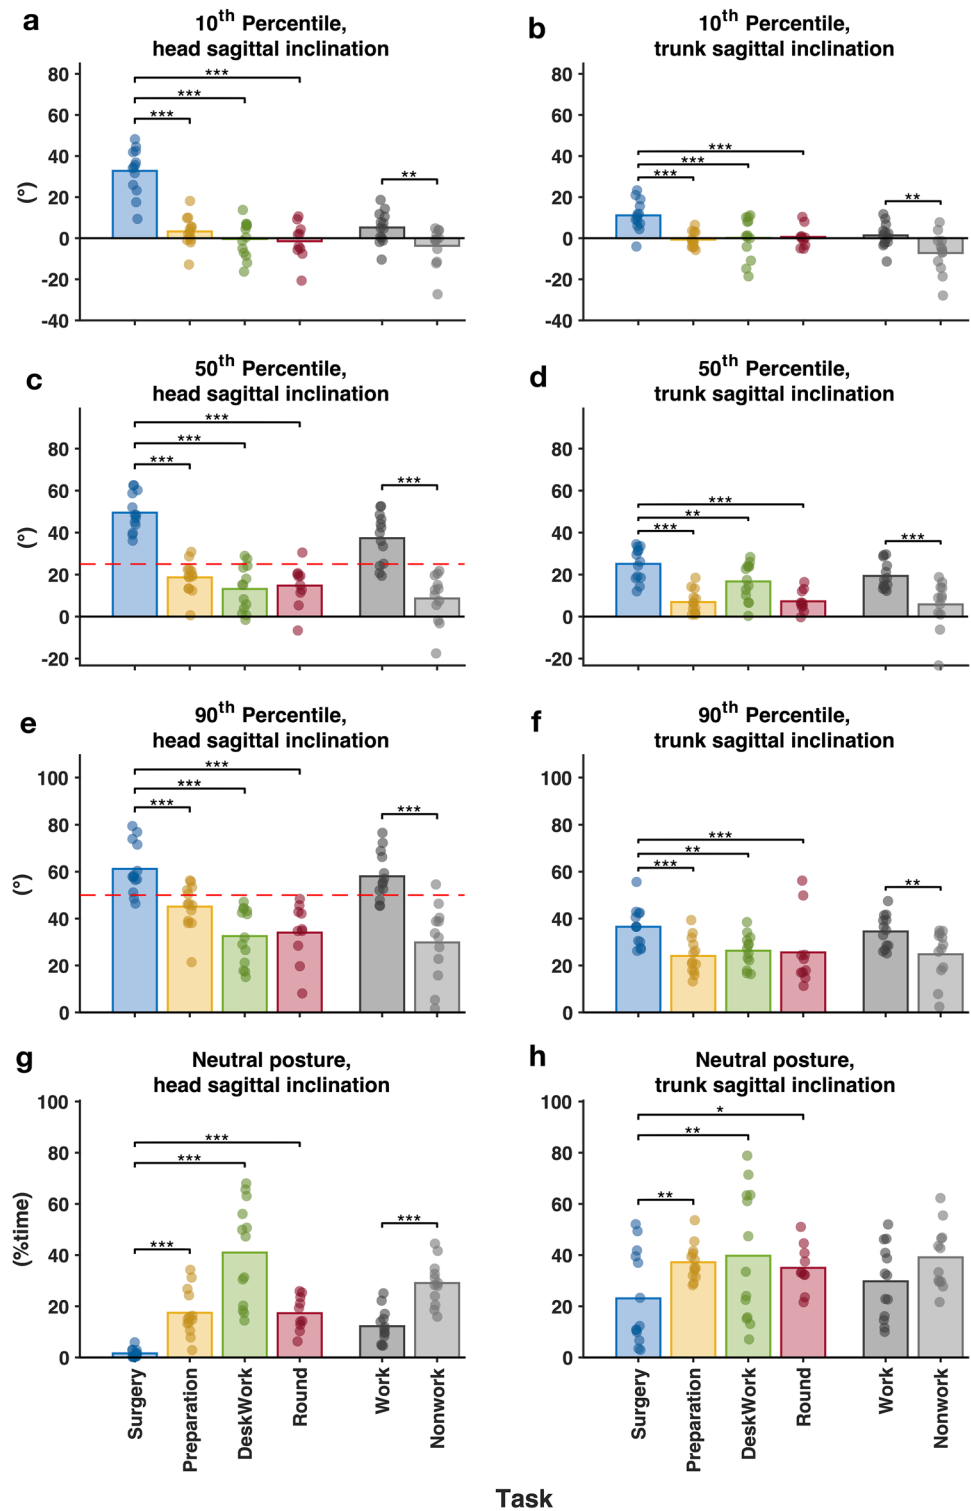 a
10th Percentile,
head sagittal inclination
(°)
80
60
40
20
0
-20
-40
***
***
***
**
b
10th Percentile,
trunk sagittal inclination
80
60
40
20
0
-20
-40
***
***
***
**
c
50th Percentile,
head sagittal inclination
(°)
80
60
40
20
0
-20
***
***
***
***
d
50th Percentile,
trunk sagittal inclination
80
60
40
20
0
-20
***
**
***
***
e
90th Percentile,
head sagittal inclination
(°)
100
80
60
40
20
0
***
***
***
***
f
90th Percentile,
trunk sagittal inclination
100
80
60
40
20
0
***
**
***
**
g
Neutral posture,
head sagittal inclination
(%time)
100
80
60
40
20
0
***
***
***
***
Surgery
Preparation
DeskWork
Round
Work
Nonwork
h
Neutral posture,
trunk sagittal inclination
100
80
60
40
20
0
*
**
**
Surgery
Preparation
DeskWork
Round
Work
Nonwork
Task